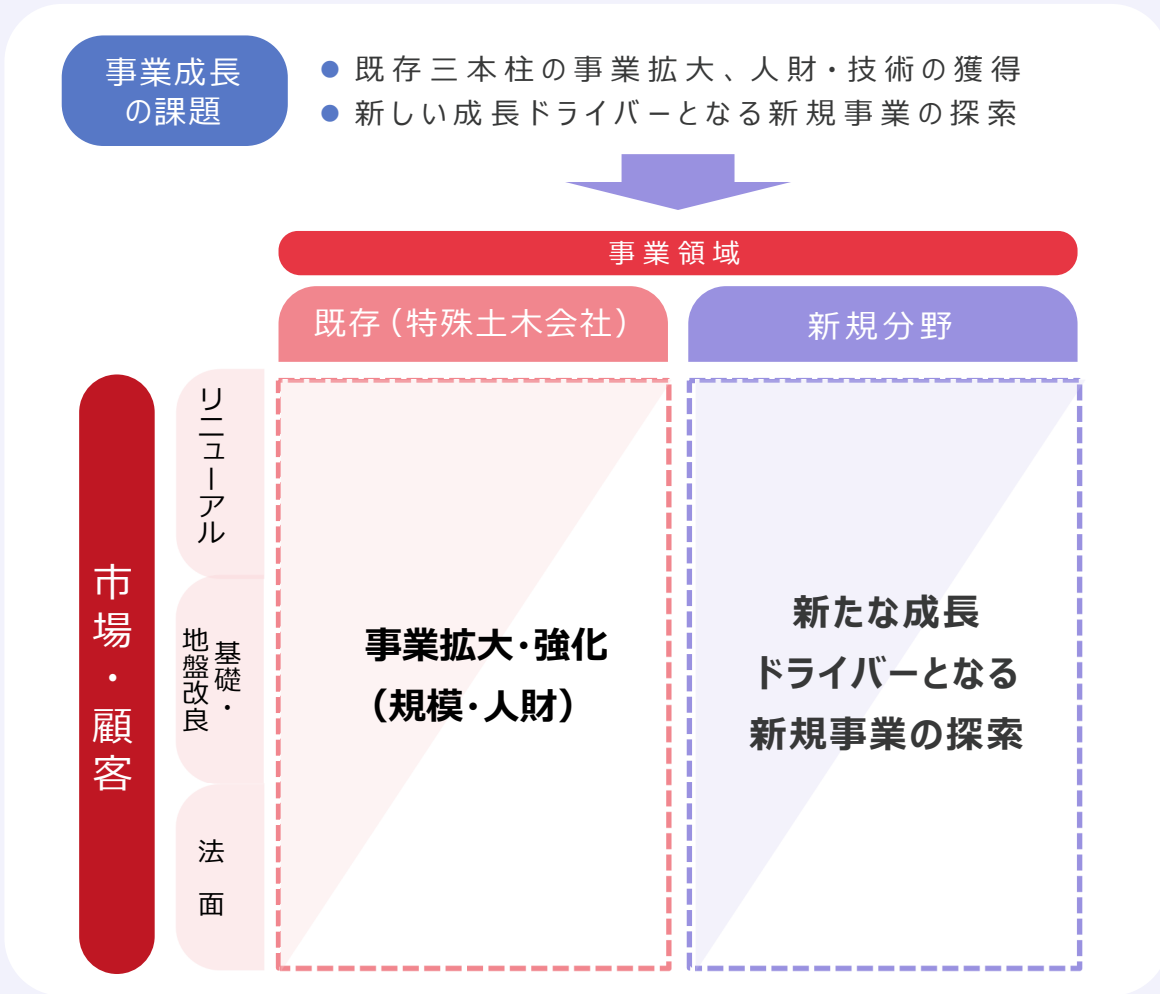 事業成長
の課題
● 既存三本柱の事業拡大、人財・技術の獲得
● 新しい成長ドライバーとなる新規事業の探索
事業領域
既存（特殊土木会社）
新規分野
市場・顧客
リニューアル
基礎・
地盤改良
法面
事業拡大・強化
（規模・人財）
新たな成長
ドライバーとなる
新規事業の探索